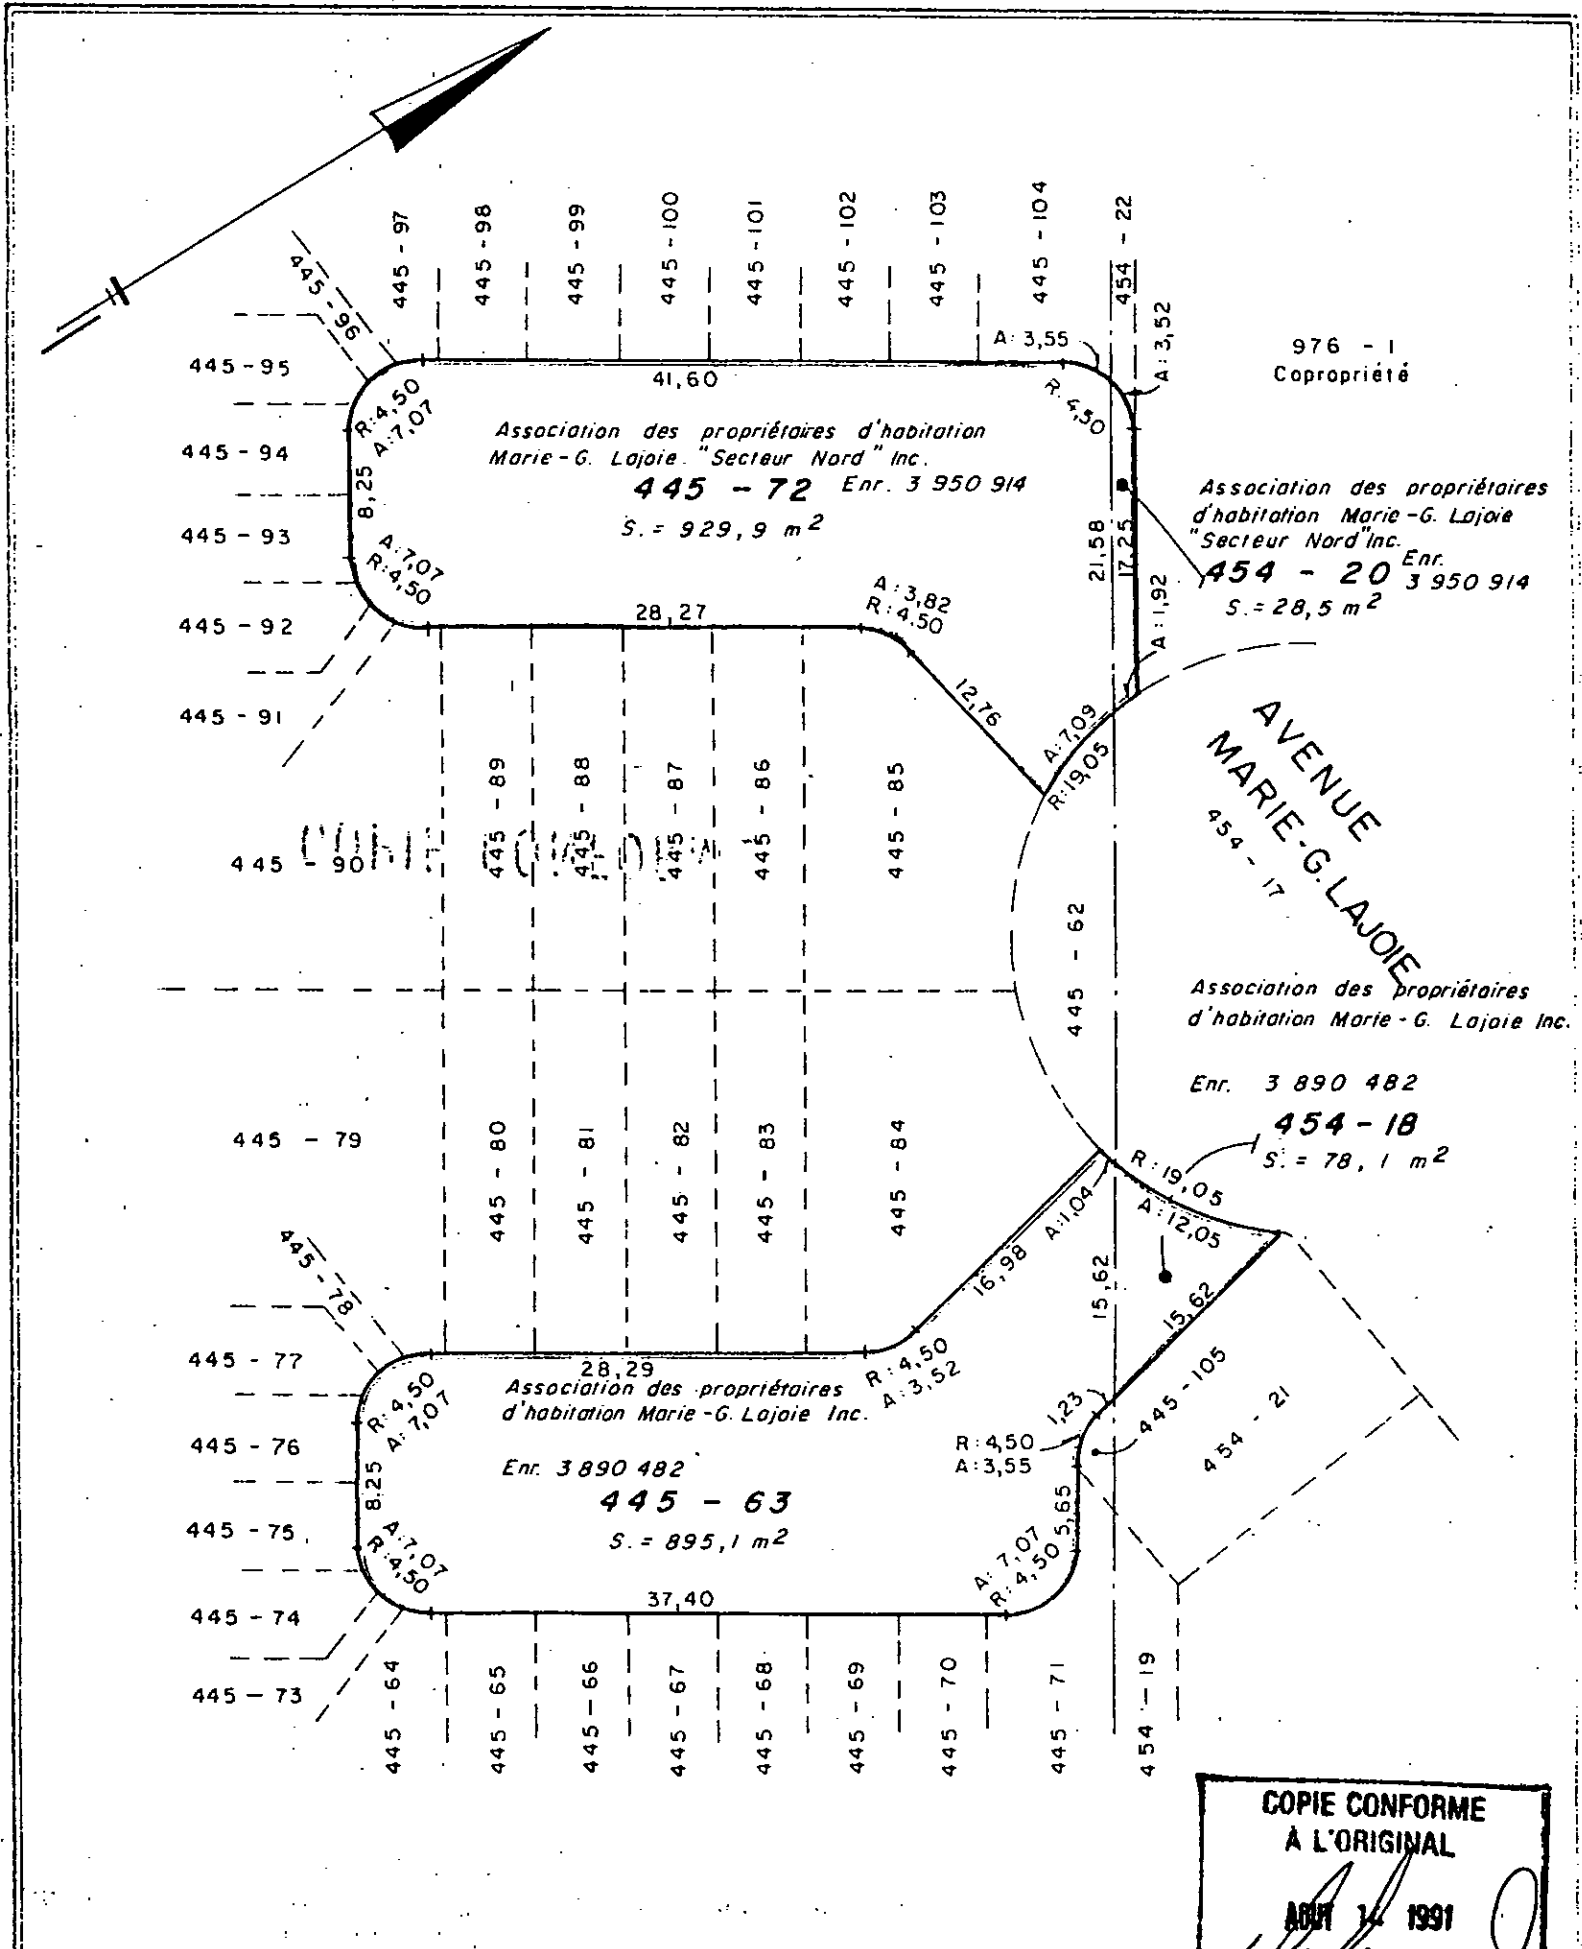 445 - 97
445 - 98
445 - 99
445 - 100
445 - 101
445 - 102
445 - 103
445 - 104
454 - 22
445 - 96
445 - 95
445 - 94
445 - 93
445 - 92
445 - 91
A: 3,55
A: 3,52
976 - 1
Copropriété
41,60
R: 4,50
A: 7,07
R: 4,50
8,25
Association des propriétaires d'habitation
Marie-G. Lajoie "Secteur Nord" Inc.
445 - 72 Enr. 3 950 914
S. = 929,9 m2
A: 7,07
R: 4,50
28,27
A: 3,82
R: 4,50
12,76
21,58
17,25
A: 1,92
A: 7,09
R: 19,05
Association des propriétaires
d'habitation Marie-G. Lajoie
"Secteur Nord" Inc.
454 - 20 Enr. 3 950 914
S. = 28,5 m2
AVENUE
MARIE-G. LAJOIE
454 - 17
445 - 90
445 - 89
445 - 88
445 - 87
445 - 86
445 - 85
445 - 62
Association des propriétaires
d'habitation Marie-G. Lajoie Inc.
Enr. 3 890 482
454 - 18
S. = 78,1 m2
445 - 79
445 - 80
445 - 81
445 - 82
445 - 83
445 - 84
R: 19,05
A: 12,05
A: 1,04
16,98
15,62
15,62
445 - 78
445 - 77
445 - 76
445 - 75
445 - 74
445 - 73
28,29
R: 4,50
A: 3,52
R: 4,50
A: 7,07
8.25
Association des propriétaires
d'habitation Marie-G. Lajoie Inc.
Enr. 3 890 482
445 - 63
S. = 895,1 m2
A: 7,07
R: 4,50
1,23
445 - 105
454 - 21
R: 4,50
A: 3,55
5,65
A: 7,07
R: 4,50
37,40
445 - 64
445 - 65
445 - 66
445 - 67
445 - 68
445 - 69
445 - 70
445 - 71
454 - 19
COPIE CONFORME
À L'ORIGINAL
AOUT 14 1991